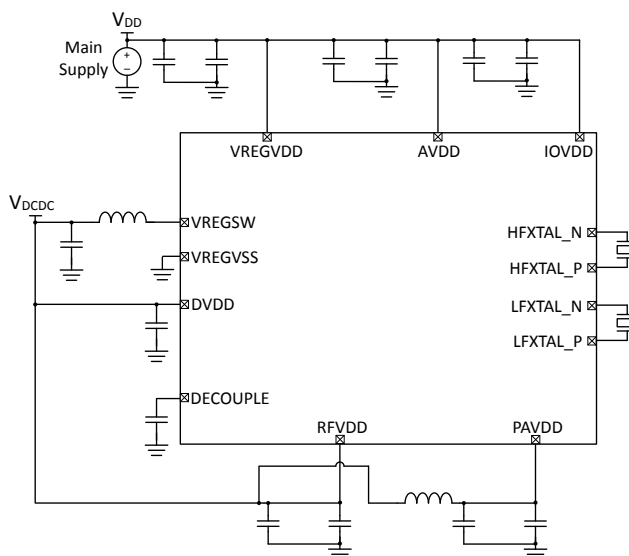 VDD
Main
Supply
+
–
VREGVDD
AVDD
IOVDD
VDCDC
VREGSW
HFXTAL_N
VREGVSS
HFXTAL_P
DVDD
LFXTAL_N
LFXTAL_P
DECOUPLE
RFVDD
PAVDD